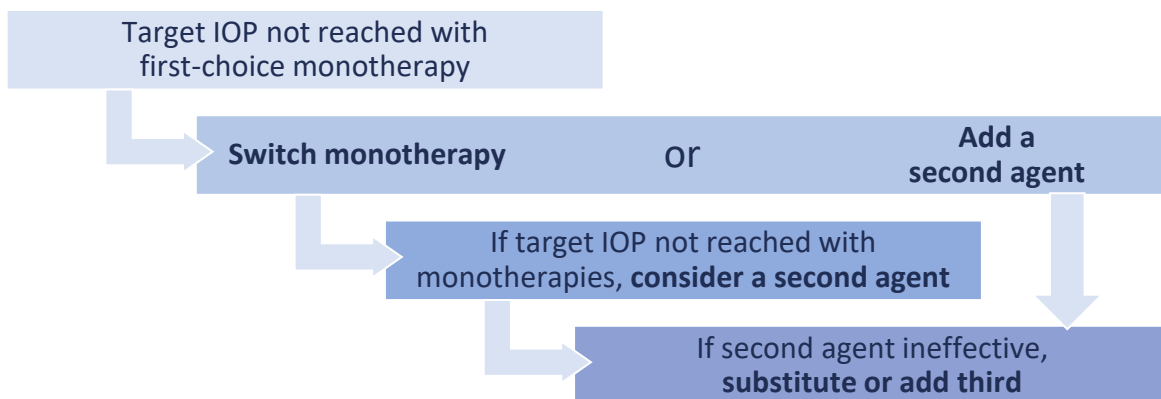 Target IOP not reached with
first-choice monotherapy
Switch monotherapy
or
Add a
second agent
If target IOP not reached with
monotherapies, consider a second agent
If second agent ineffective,
substitute or add third